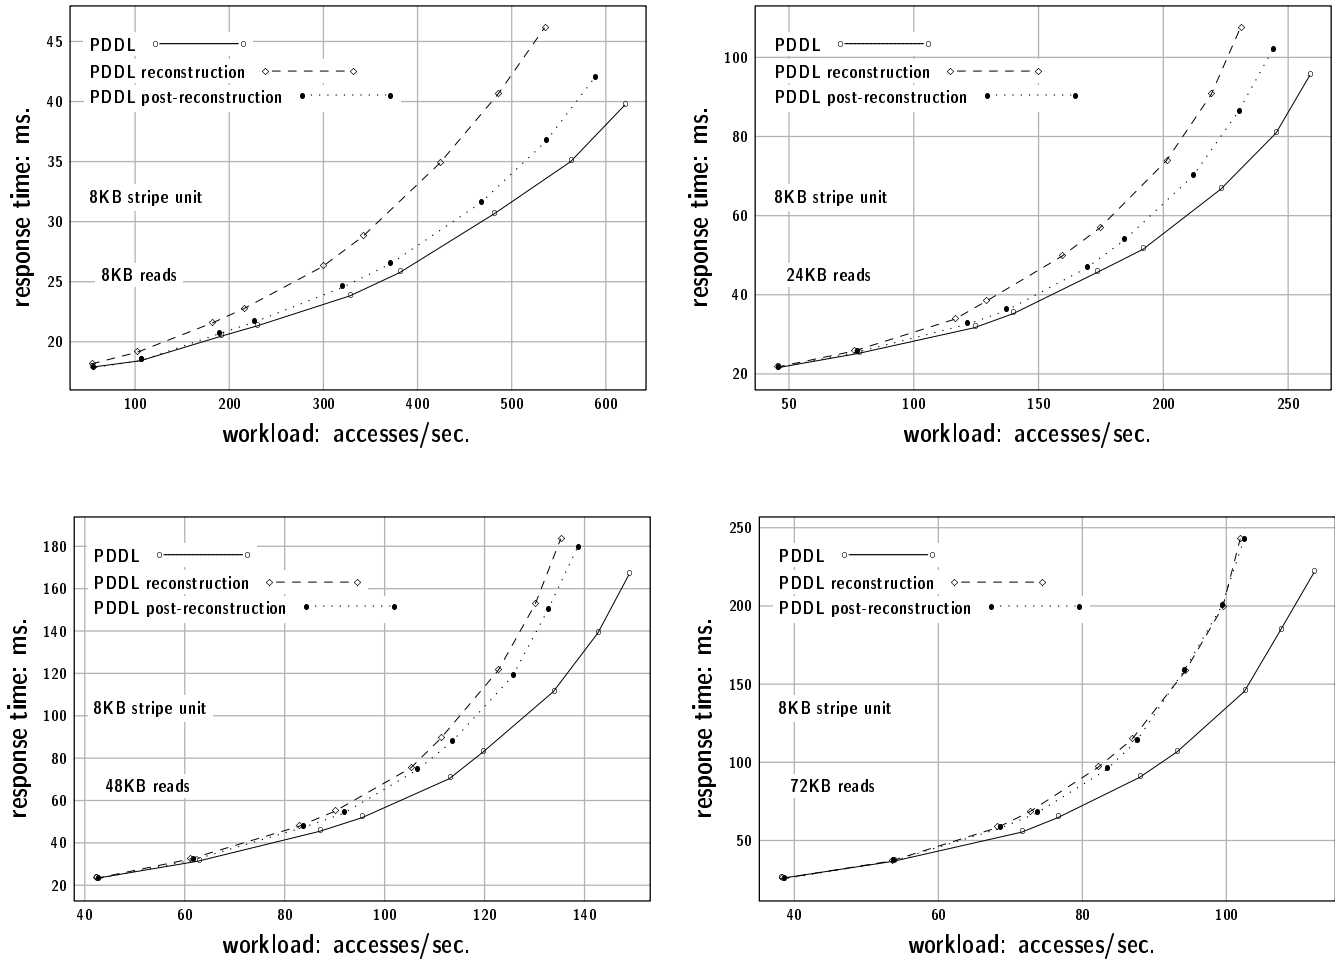 45
40
35
30
25
20
response time: ms.
PDDL
PDDL reconstruction
PDDL post-reconstruction
8KB stripe unit
8KB reads
100 200 300 400 500 600
workload: accesses/sec.
100
80
60
40
20
response time: ms.
PDDL
PDDL reconstruction
PDDL post-reconstruction
8KB stripe unit
24KB reads
50 100 150 200 250
workload: accesses/sec.
180
160
140
120
100
80
60
40
20
response time: ms.
PDDL
PDDL reconstruction
PDDL post-reconstruction
8KB stripe unit
48KB reads
40 60 80 100 120 140
workload: accesses/sec.
250
200
150
100
50
response time: ms.
PDDL
PDDL reconstruction
PDDL post-reconstruction
8KB stripe unit
72KB reads
40 60 80 100
workload: accesses/sec.